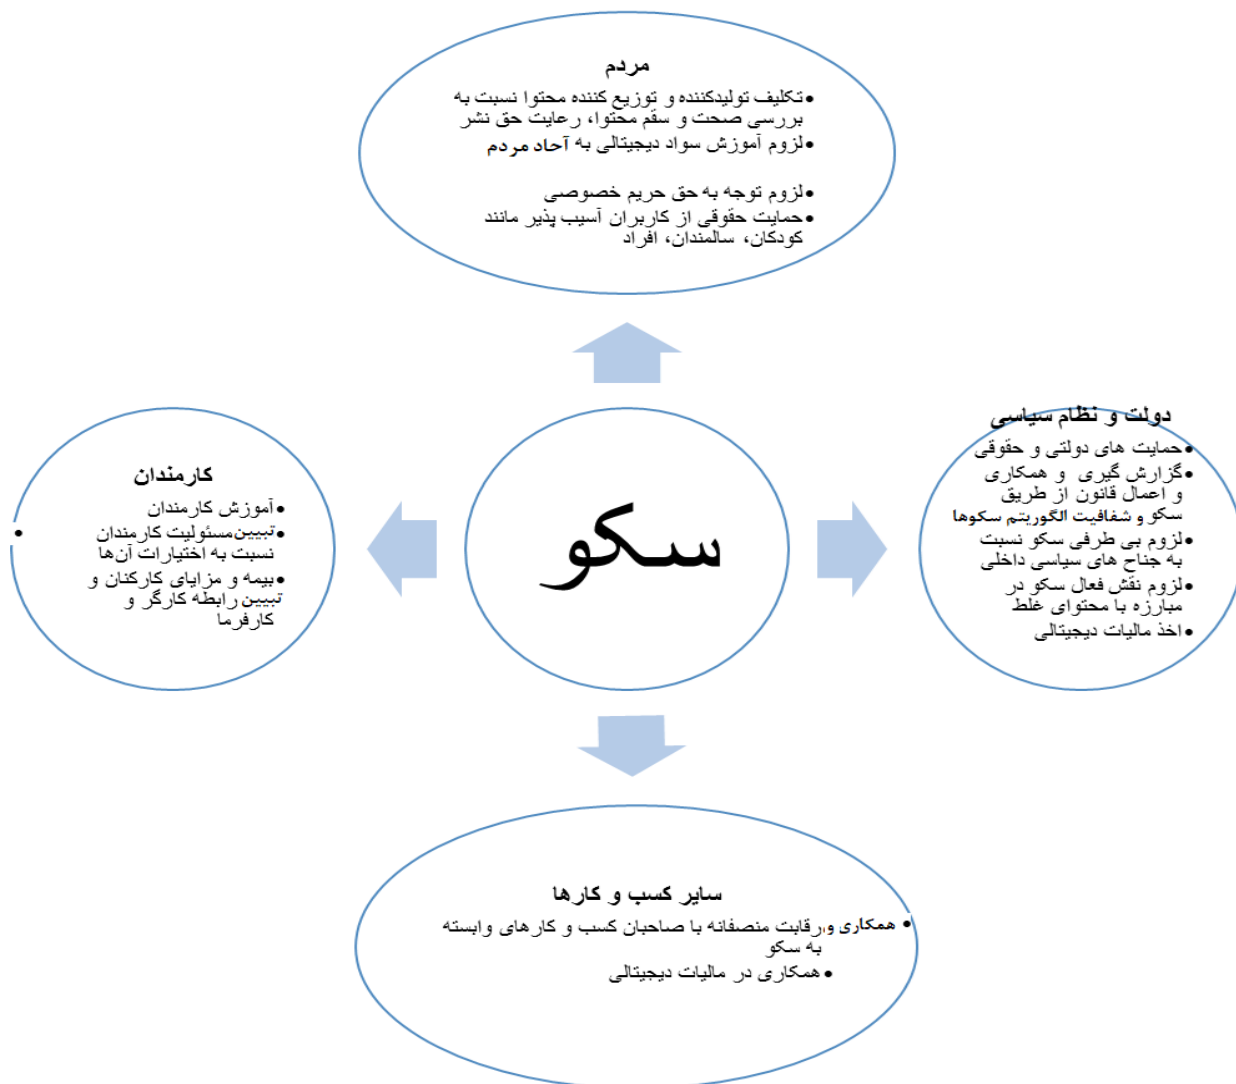 مردم
•تکلیف تولیدکننده و توزیع کننده محتوا نسبت به
بررسی صحت و سقم محتوا، رعایت حق نشر
•لزوم آموزش سواد دیجیتالی به آحاد مردم
•لزوم توجه به حق حریم خصوصی
•حمایت حقوقی از کاربران آسیب پذیر مانند
کودکان، سالمندان، افراد
دولت و نظام سیاسی
•حمایت های دولتی و حقوقی
•گزارش گیری و همکاری
و اعمال قانون از طریق
سکو و شفافیت الگوریتم سکوها
•لزوم بی طرفی سکو نسبت
به جناح های سیاسی داخلی
•لزوم نقش فعال سکو در
مبارزه با محتوای غلط
•اخذ مالیات دیجیتالی
سکو
کارمندان
•آموزش کارمندان
•تبیین مسئولیت کارمندان
نسبت به اختیارات آن‌ها
•بیمه و مزایای کارکنان و
تبیین رابطه کارگر و
کارفرما
سایر کسب و کارها
•همکاری و رقابت منصفانه با صاحبان کسب و کارهای وابسته
به سکو
•همکاری در مالیات دیجیتالی